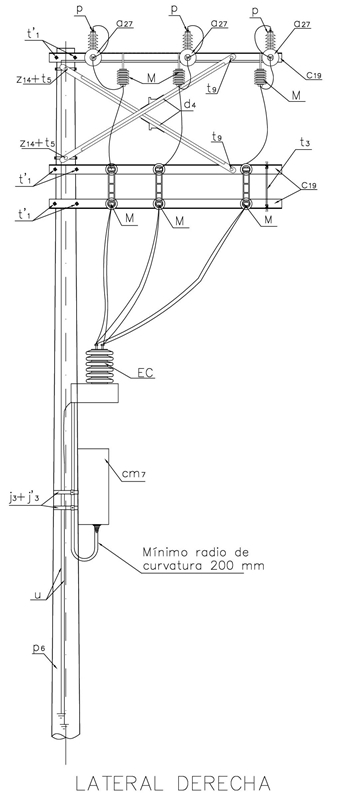 p
p
p
a27
a27
a27
t'1
t9
M
M
c19
z14+t5
d4
z14+t5
t9
t3
t'1
c19
t'1
M
M
M
EC
cm7
j3+j'3
Mínimo radio de
curvatura 200 mm
u
p6
LATERAL DERECHA